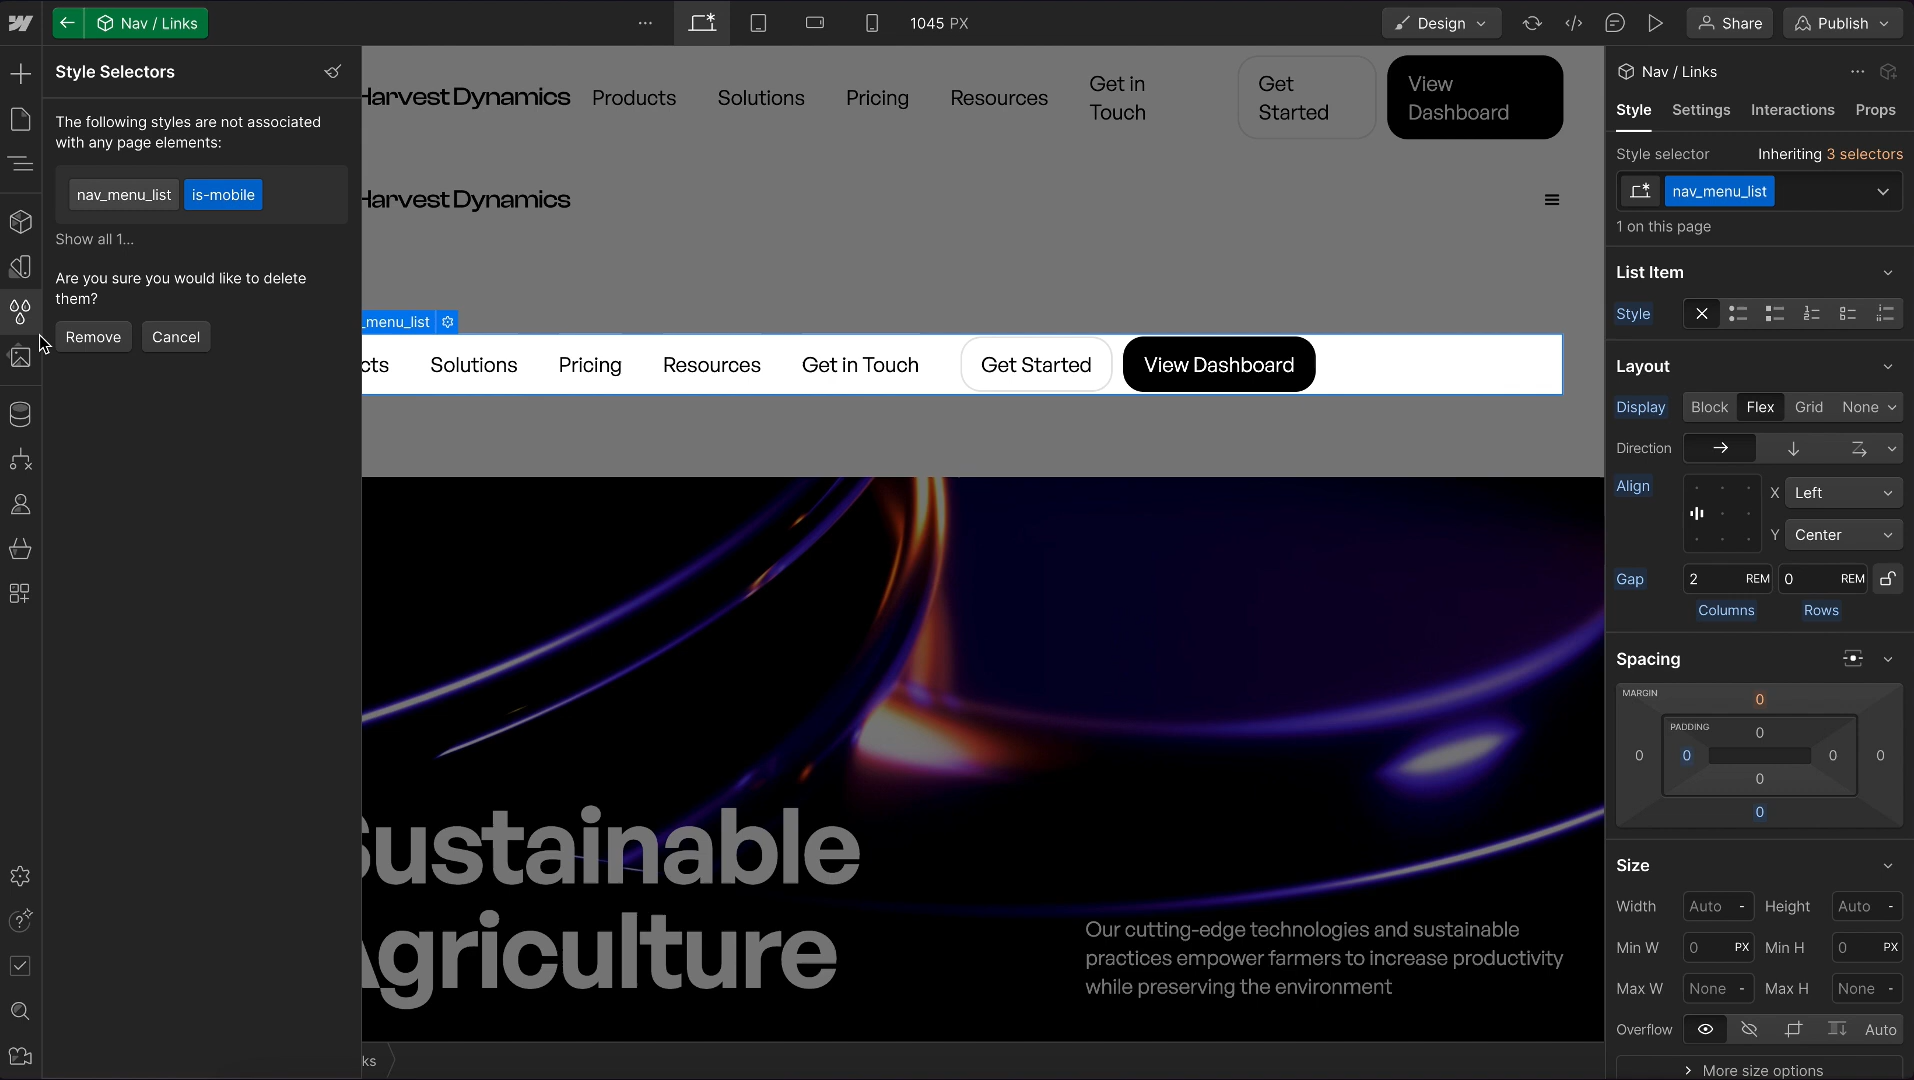 Nav / Links
1045 PX
Design
Share
Publish
Style Selectors
The following styles are not associated
with any page elements:
nav_menu_list is-mobile
Show all 1...
Are you sure you would like to delete
them?
Remove Cancel
Harvest Dynamics
Products
Solutions
Pricing
Resources
Get in
Touch
Get
Started
View
Dashboard
Harvest Dynamics
_menu_list
cts
Solutions
Pricing
Resources
Get in Touch
Get Started
View Dashboard
Sustainable
Agriculture
Our cutting-edge technologies and sustainable
practices empower farmers to increase productivity
while preserving the environment
ks
Nav / Links
Style Settings Interactions Props
Style selector Inheriting 3 selectors
nav_menu_list
1 on this page
List Item
Style
Layout
Display Block Flex Grid None
Direction
Align X Left
Y Center
Gap 2 REM 0 REM
Columns Rows
Spacing
MARGIN
0
PADDING
0
0 0 0 0
0
0
Size
Width Auto - Height Auto -
Min W 0 PX Min H 0 PX
Max W None - Max H None -
Overflow Auto
More size options